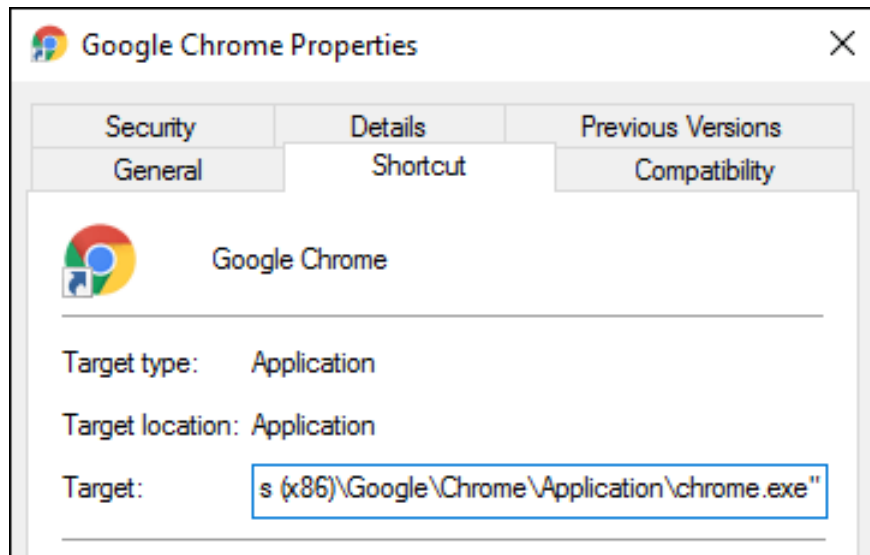 Google Chrome Properties
Security Details Previous Versions
General Shortcut Compatibility
Google Chrome
Target type: Application
Target location: Application
Target: s (x86)\Google\Chrome\Application\chrome.exe"